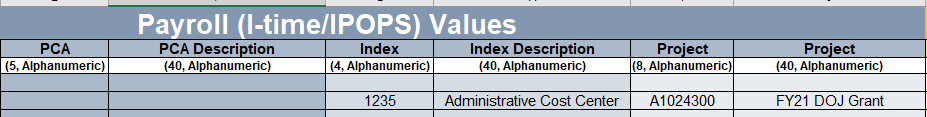 Payroll (I-time/IPOPS) Values
PCA PCA Description Index Index Description Project Project
(5, Alphanumeric) (40, Alphanumeric) (4, Alphanumeric) (40, Alphanumeric) (8, Alphanumeric) (40, Alphanumeric)
1235 Administrative Cost Center A1024300 FY21 DOJ Grant